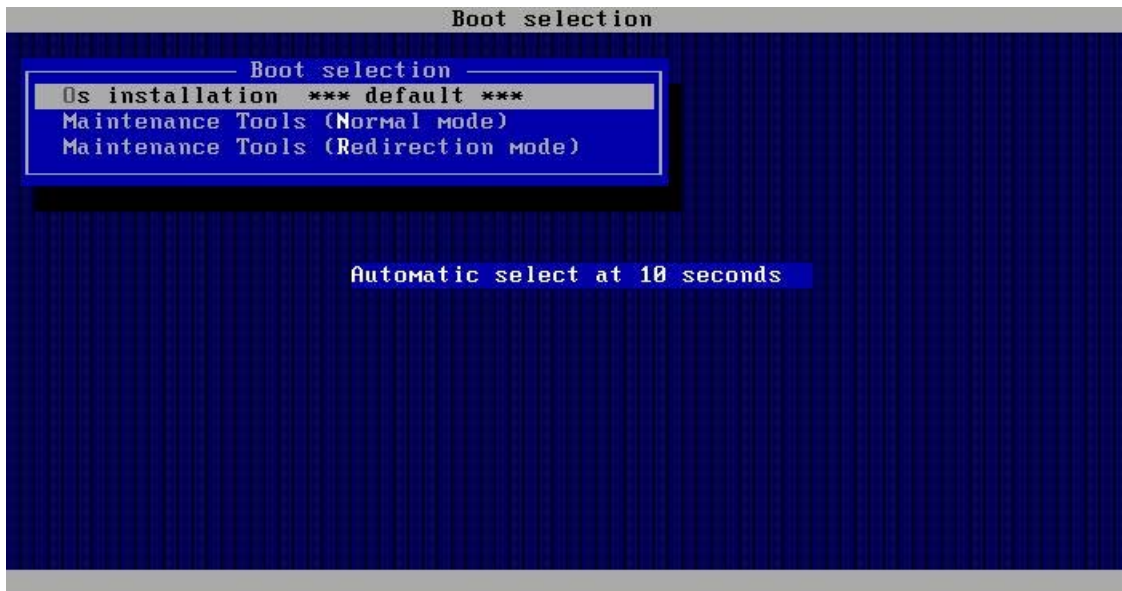 Boot selection
Boot selection
Os installation *** default ***
Maintenance Tools (Normal mode)
Maintenance Tools (Redirection mode)
Automatic select at 10 seconds